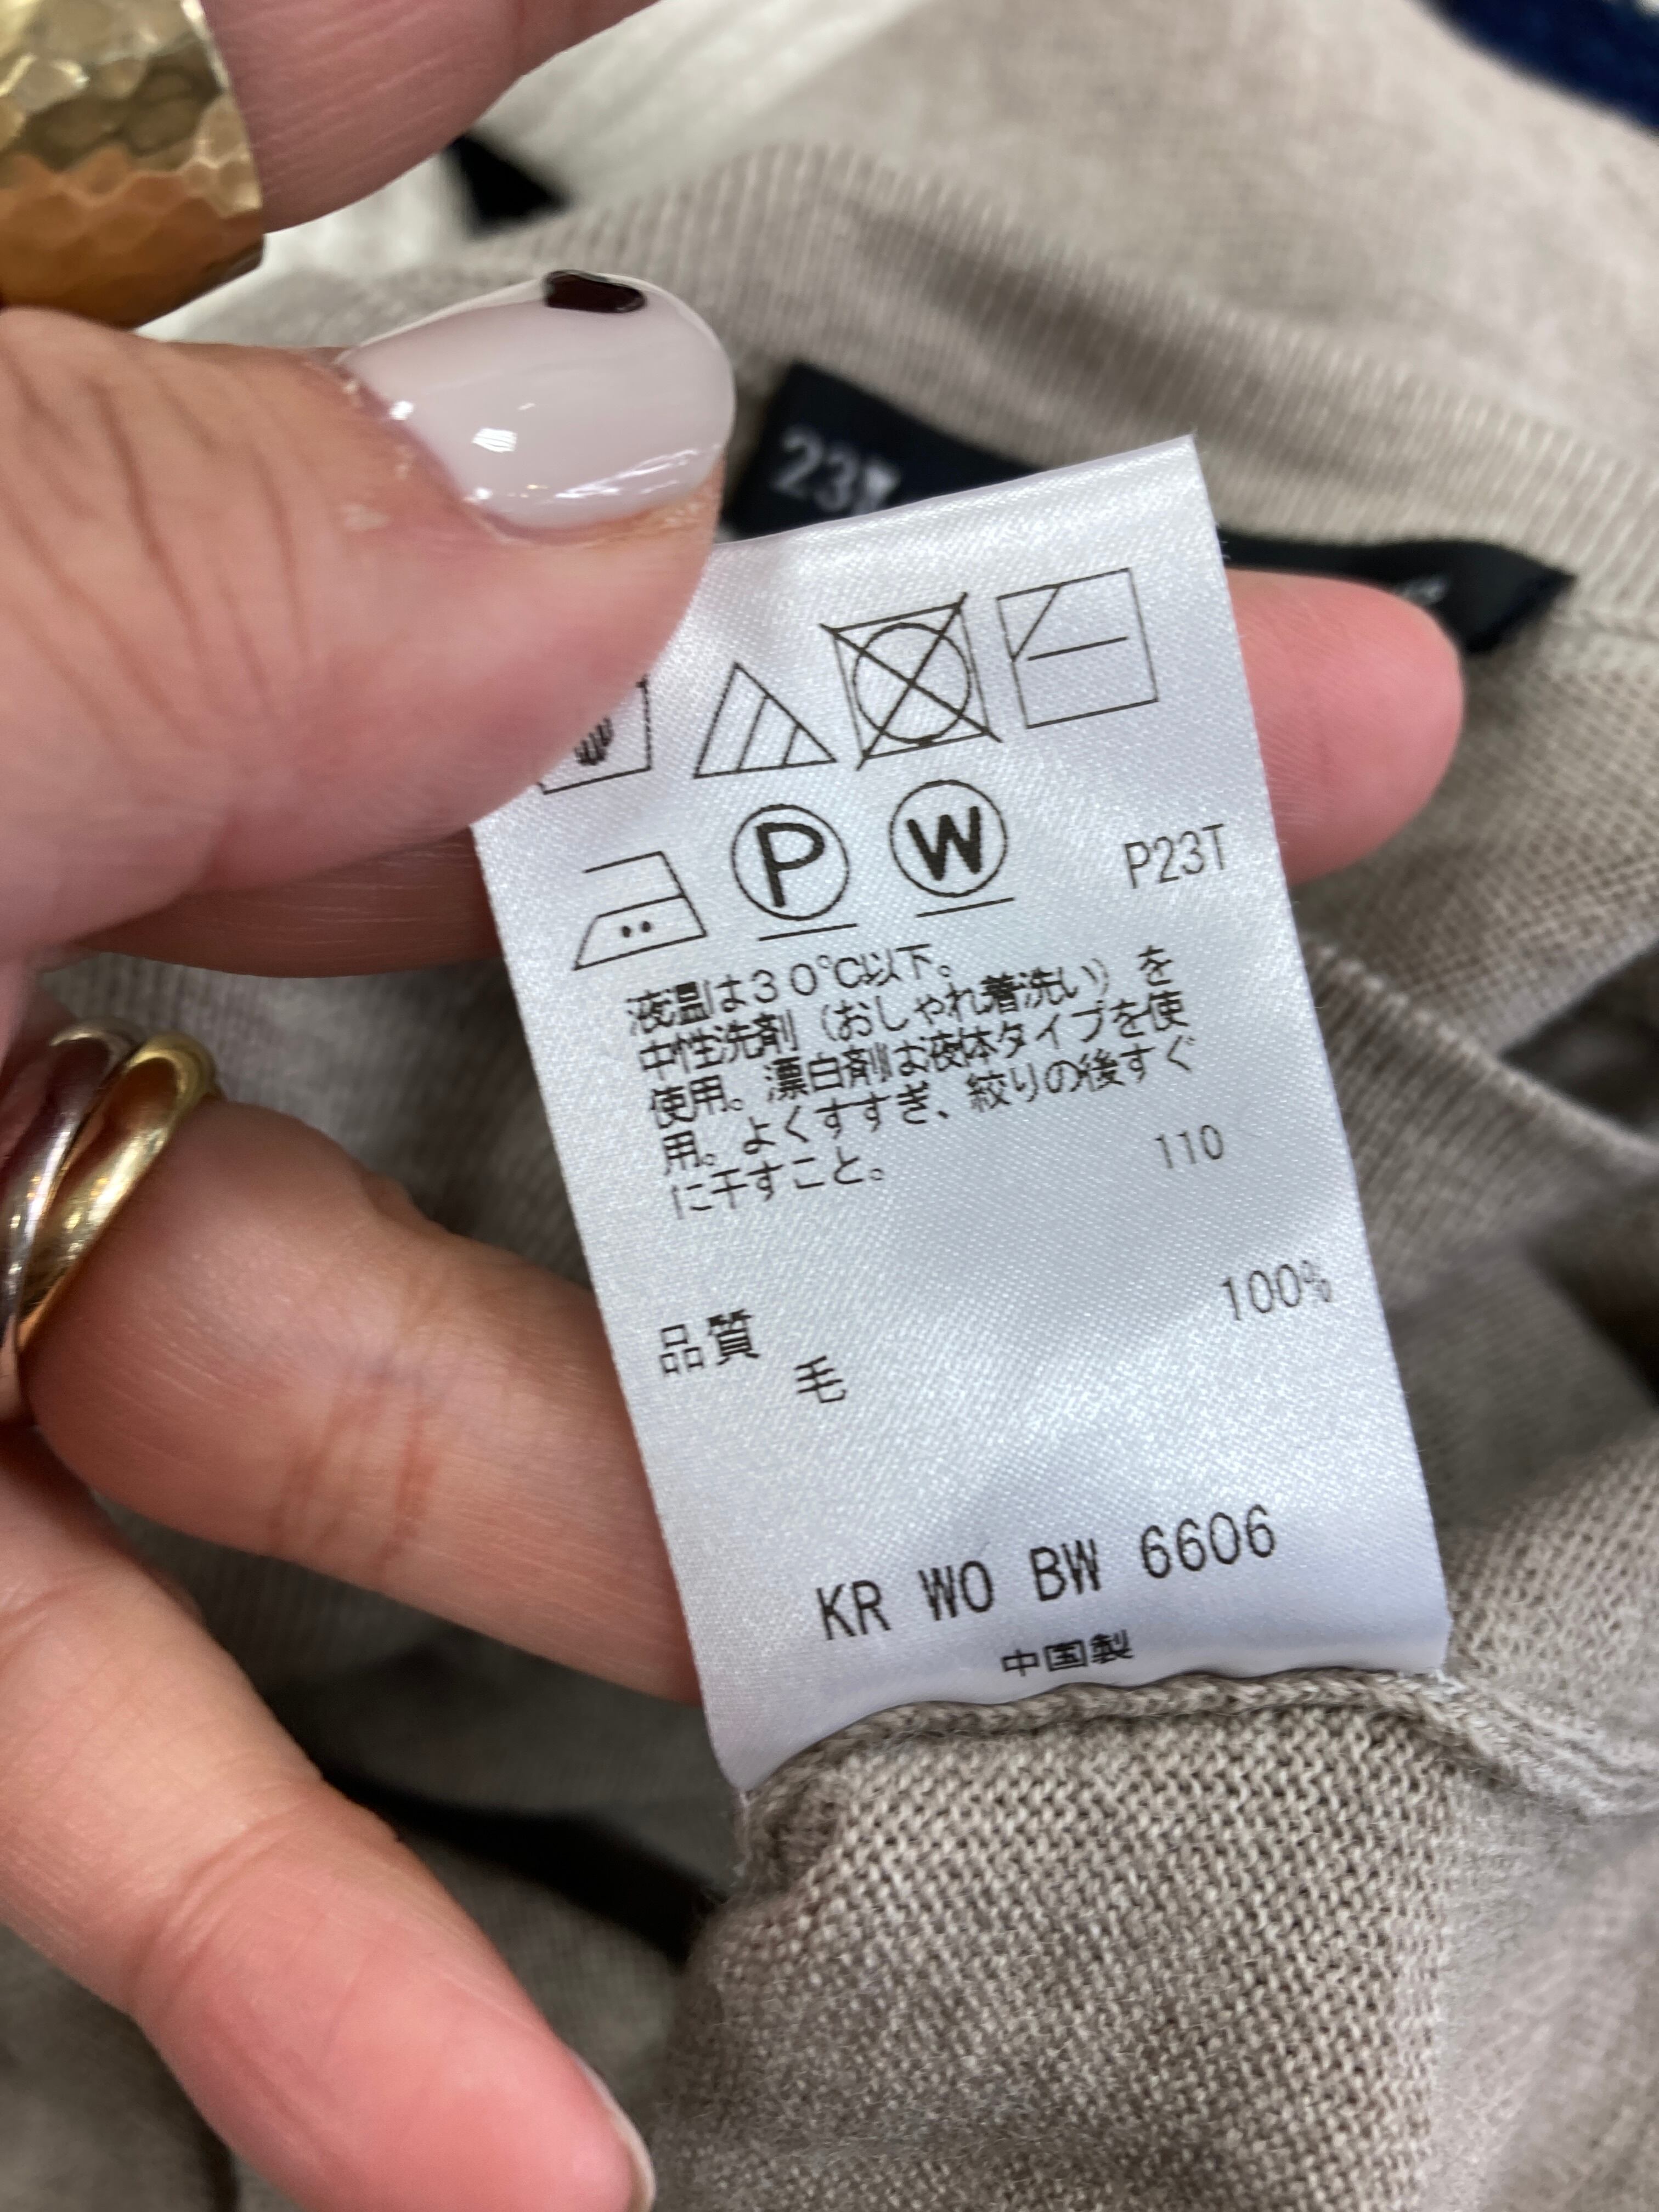 23
P
W
P23T
液温は30℃以下。
中性洗剤(おしゃれ着洗い)を
使用。漂白剤は液体タイプを使
用。よくすすぎ、絞りの後すぐ
に干すこと。
110
品質
100%
毛
KR WO BW 6606
中国製